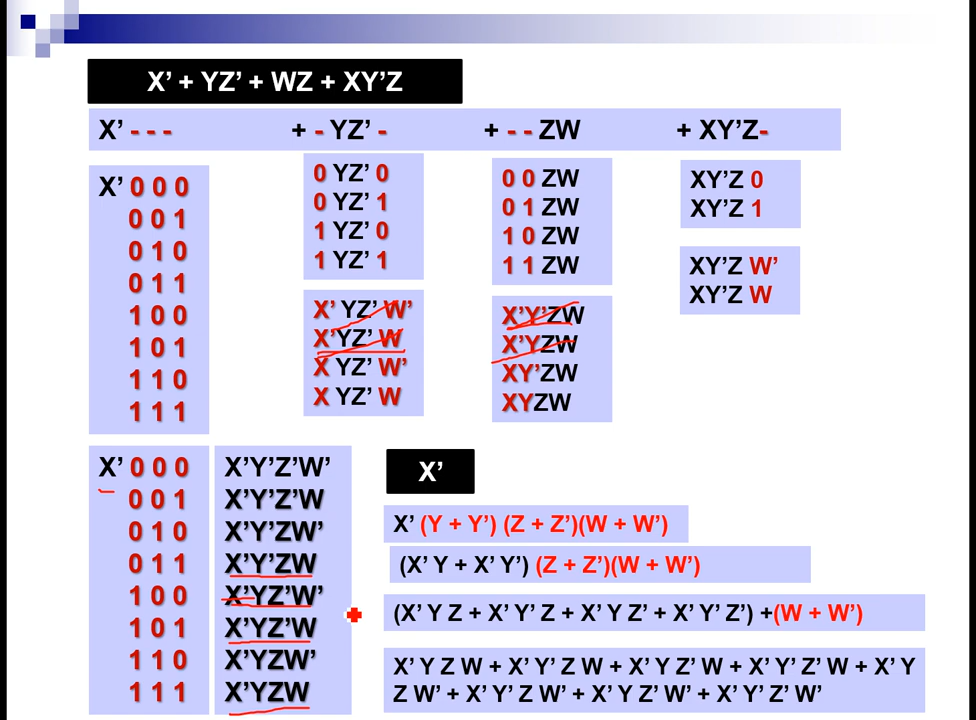 X’ + YZ’ + WZ + XY’Z
X’ - - - + - YZ’ - + - - ZW + XY’Z-
X’ 0 0 0
0 0 1
0 1 0
0 1 1
1 0 0
1 0 1
1 1 0
1 1 1
0 YZ’ 0
0 YZ’ 1
1 YZ’ 0
1 YZ’ 1
X’ YZ’ W’
X’YZ’ W
X YZ’ W’
X YZ’ W
0 0 ZW
0 1 ZW
1 0 ZW
1 1 ZW
X’Y’ZW
X’YZW
XY’ZW
XYZW
XY’Z 0
XY’Z 1
XY’Z W’
XY’Z W
X’ 0 0 0
0 0 1
0 1 0
0 1 1
1 0 0
1 0 1
1 1 0
1 1 1
X’Y’Z’W’
X’Y’Z’W
X’Y’ZW’
X’Y’ZW
X’YZ’W’
X’YZ’W
X’YZW’
X’YZW
X’
X’ (Y + Y’) (Z + Z’)(W + W’)
(X’ Y + X’ Y’) (Z + Z’)(W + W’)
(X’ Y Z + X’ Y’ Z + X’ Y Z’ + X’ Y’ Z’) +(W + W’)
X’ Y Z W + X’ Y’ Z W + X’ Y Z’ W + X’ Y’ Z’ W + X’ Y
Z W’ + X’ Y’ Z W’ + X’ Y Z’ W’ + X’ Y’ Z’ W’